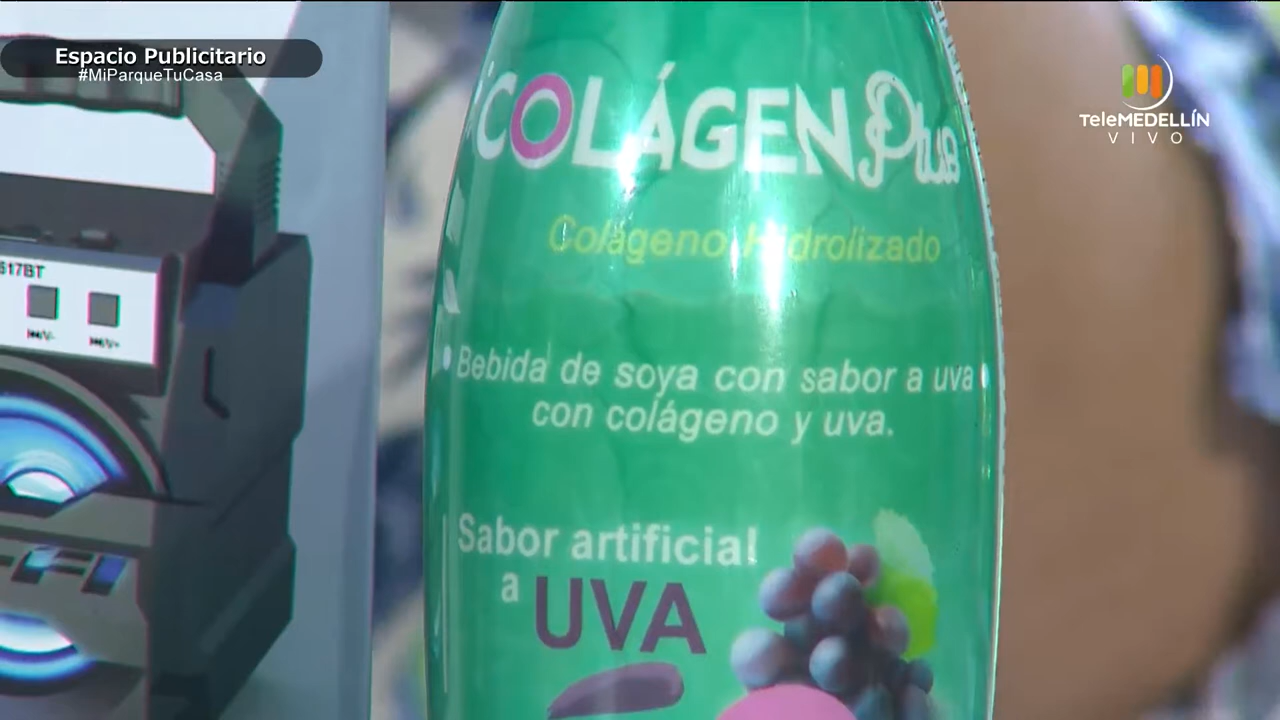 Espacio Publicitario
#MiParqueTuCasa
TeleMEDELLÍN
VIVO
COLÁGEN Plus
Colágeno Hidrolizado
Bebida de soya con sabor a uva
con colágeno y uva.
Sabor artificial
a UVA
617BT